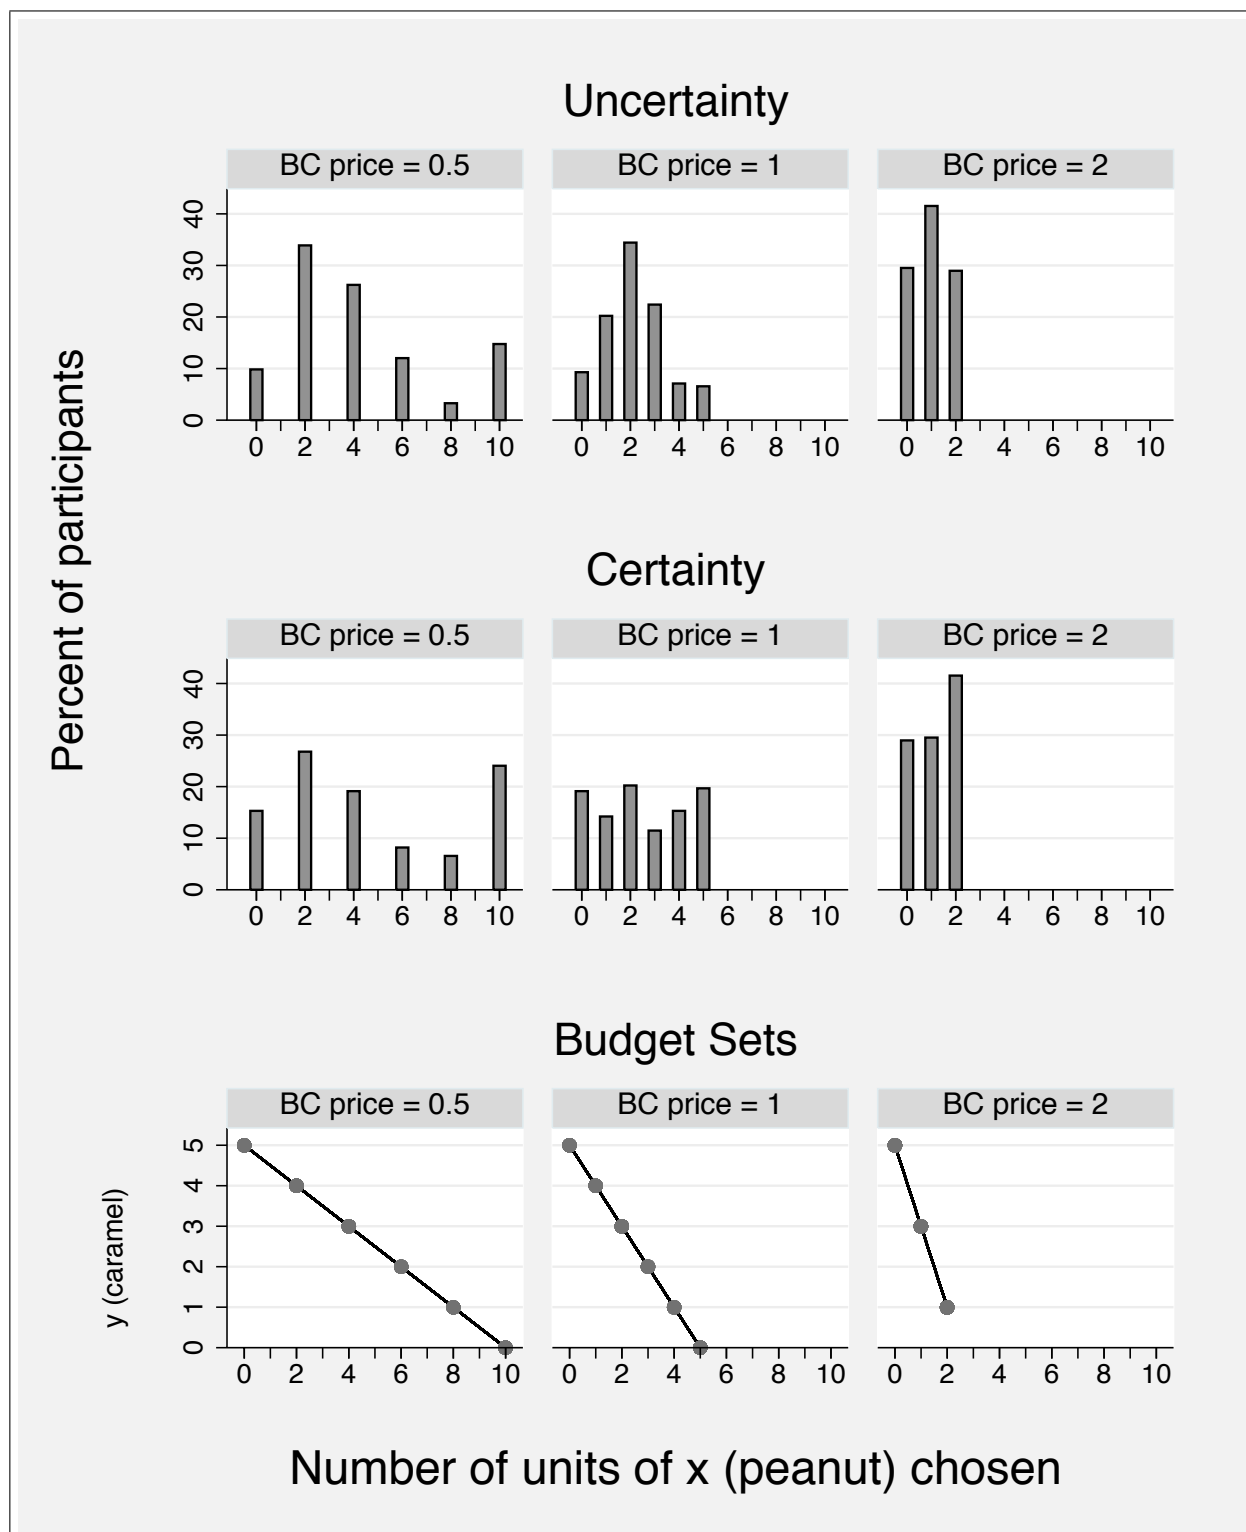 Uncertainty
BC price = 0.5 BC price = 1 BC price = 2
40
30
20
10
0
0 2 4 6 8 10 0 2 4 6 8 10 0 2 4 6 8 10
Percent of participants
Certainty
BC price = 0.5 BC price = 1 BC price = 2
40
30
20
10
0
0 2 4 6 8 10 0 2 4 6 8 10 0 2 4 6 8 10
Budget Sets
BC price = 0.5 BC price = 1 BC price = 2
y (caramel)
5
4
3
2
1
0
0 2 4 6 8 10 0 2 4 6 8 10 0 2 4 6 8 10
Number of units of x (peanut) chosen